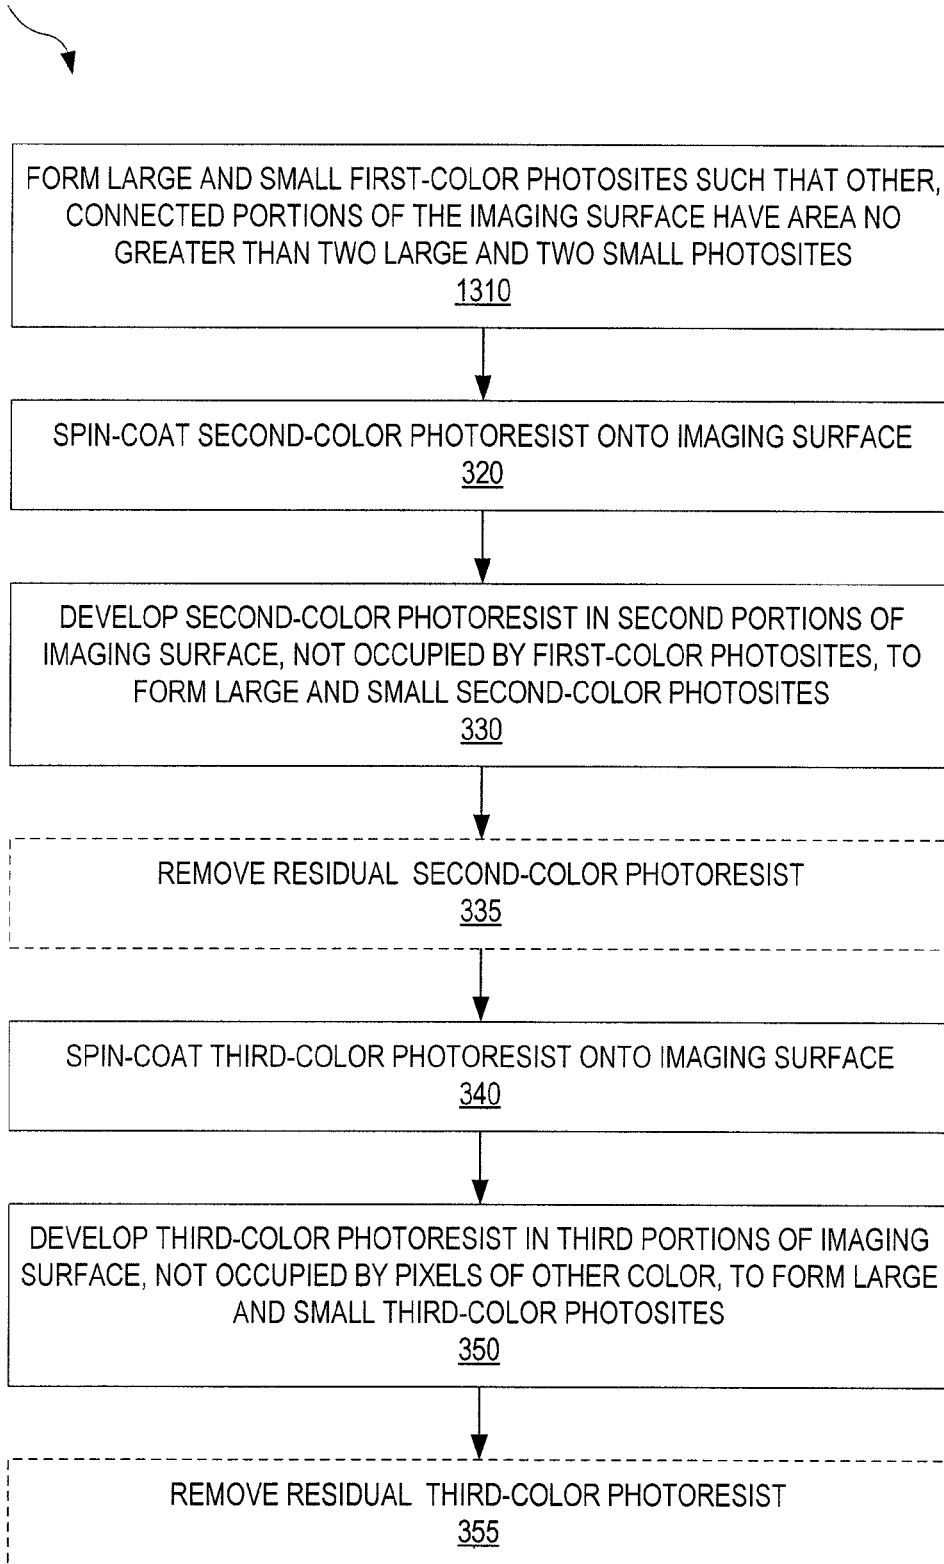 FORM LARGE AND SMALL FIRST-COLOR PHOTOSITES SUCH THAT OTHER,
CONNECTED PORTIONS OF THE IMAGING SURFACE HAVE AREA NO
GREATER THAN TWO LARGE AND TWO SMALL PHOTOSITES
1310
SPIN-COAT SECOND-COLOR PHOTORESIST ONTO IMAGING SURFACE
320
DEVELOP SECOND-COLOR PHOTORESIST IN SECOND PORTIONS OF
IMAGING SURFACE, NOT OCCUPIED BY FIRST-COLOR PHOTOSITES, TO
FORM LARGE AND SMALL SECOND-COLOR PHOTOSITES
330
REMOVE RESIDUAL SECOND-COLOR PHOTORESIST
335
SPIN-COAT THIRD-COLOR PHOTORESIST ONTO IMAGING SURFACE
340
DEVELOP THIRD-COLOR PHOTORESIST IN THIRD PORTIONS OF IMAGING
SURFACE, NOT OCCUPIED BY PIXELS OF OTHER COLOR, TO FORM LARGE
AND SMALL THIRD-COLOR PHOTOSITES
350
REMOVE RESIDUAL THIRD-COLOR PHOTORESIST
355